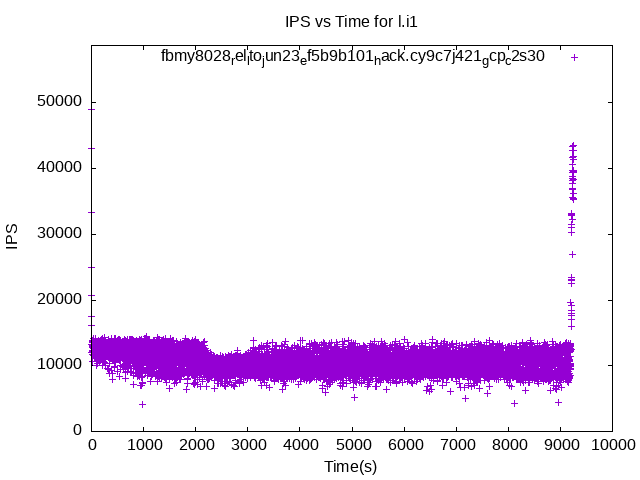 IPS vs Time for l.i1
fbmy8028relltojun23ef5b9b101hack.cy9c7j421gcpc2s30
50000
40000
30000
20000
10000
0
IPS
0 1000 2000 3000 4000 5000 6000 7000 8000 9000 10000
Time(s)